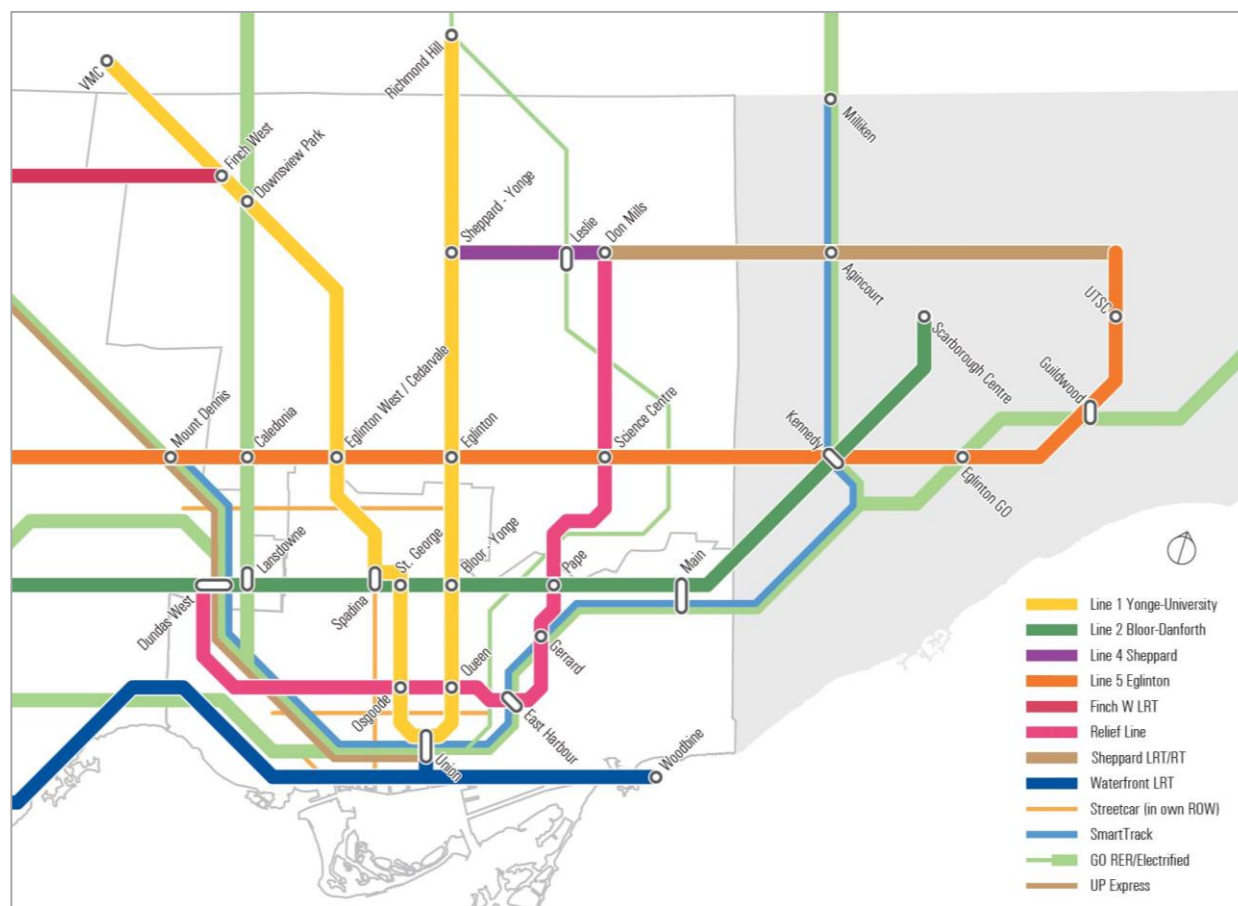 VMC
Richmond Hill
Milliken
Finch West
Downsview Park
Sheppard - Yonge
Leslie
Don Mills
Agincourt
UTSC
Scarborough Centre
Guildwood
Mount Dennis
Caledonia
Eglinton West / Cedarvale
Eglinton
Science Centre
Kennedy
Eglinton GO
Dundas West
Lansdowne
Spadina
St. George
Bloor - Yonge
Pape
Main
Gerrard
Osgoode
Queen
East Harbour
Union
Woodbine
Line 1 Yonge-University
Line 2 Bloor-Danforth
Line 4 Sheppard
Line 5 Eglinton
Finch W LRT
Relief Line
Sheppard LRT/RT
Waterfront LRT
Streetcar (in own ROW)
SmartTrack
GO RER/Electrified
UP Express